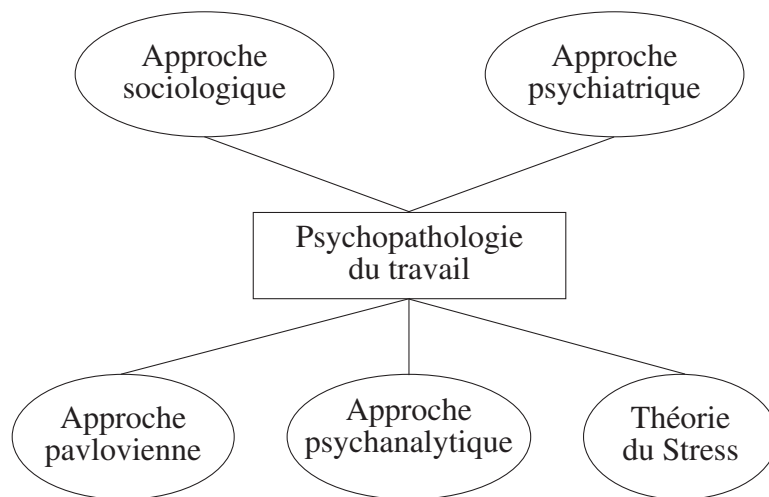 Approche
sociologique
Approche
psychiatrique
Psychopathologie
du travail
Approche
pavlovienne
Approche
psychanalytique
Théorie
du Stress